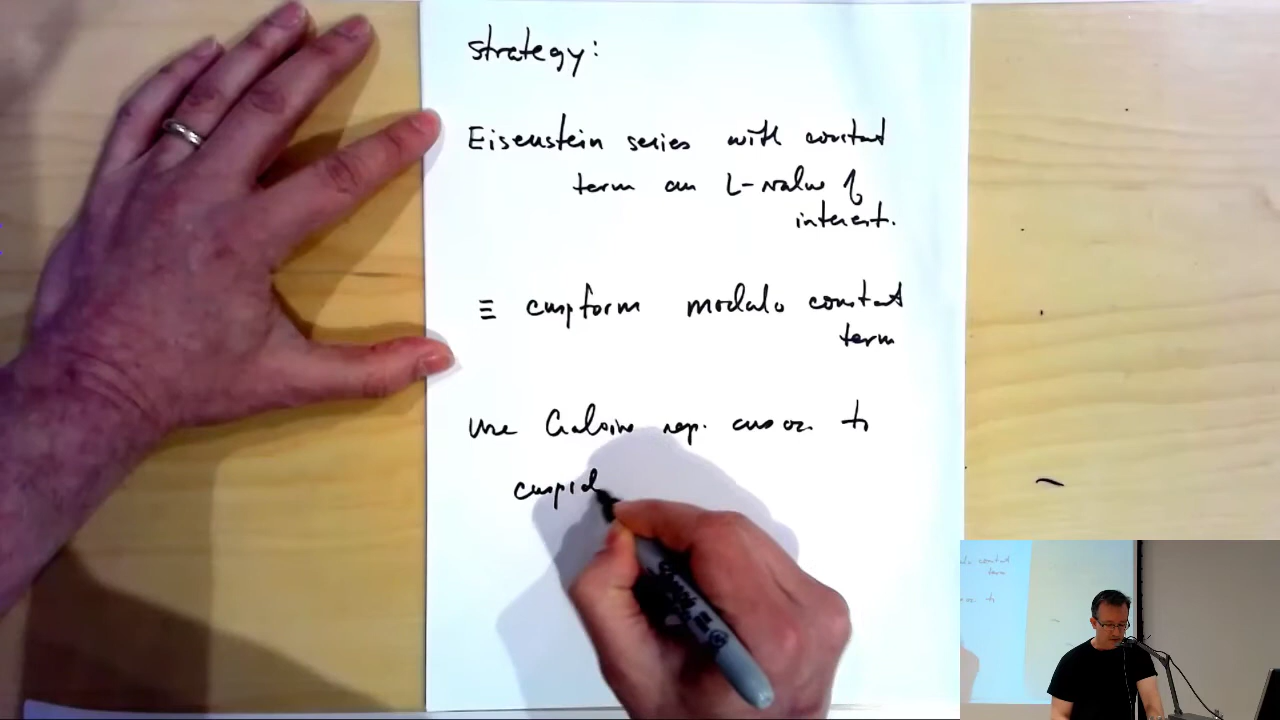 strategy:
Eisenstein series with constant
term an L-value of
interest.
≡ cuspform modulo constant
term
use Galois rep. assoc to
cuspid